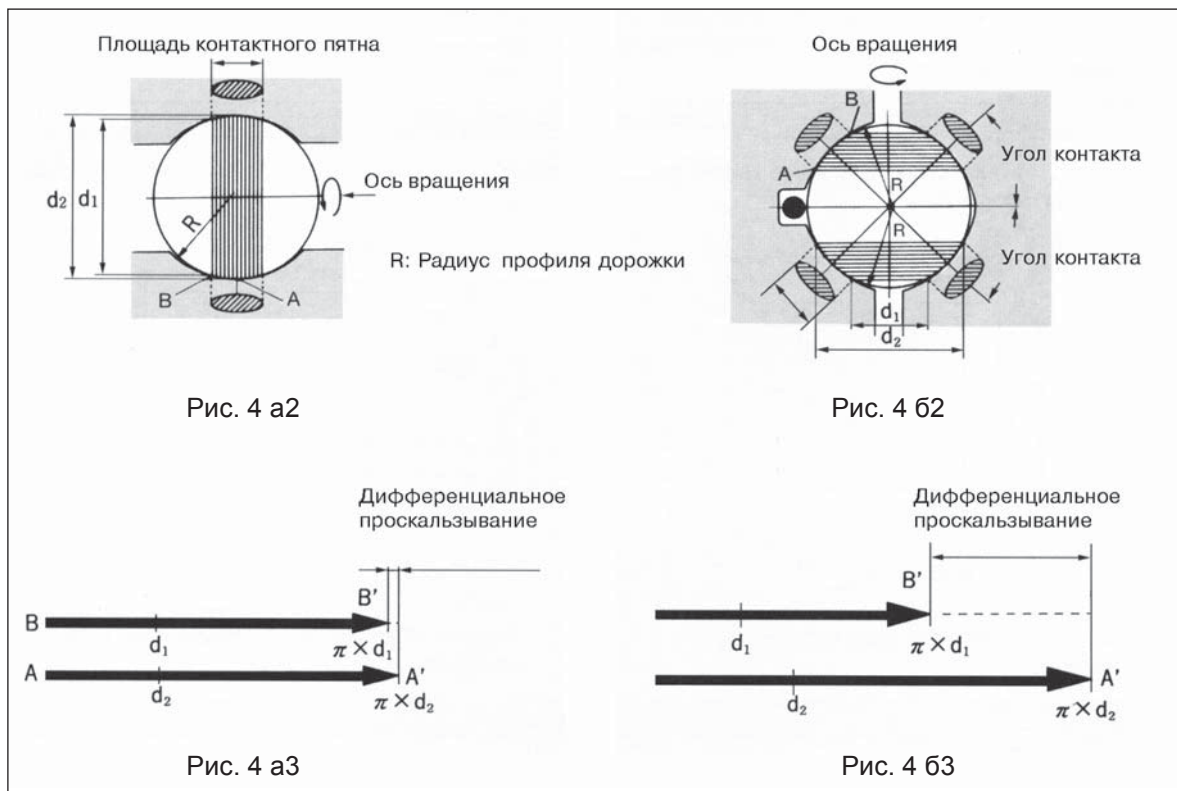 Площадь контактного пятна
d₂
d₁
R
Ось вращения
R: Радиус профиля дорожки
B
A
Рис. 4 а2
Ось вращения
B
A
Угол контакта
R
R
Угол контакта
d₁
d₂
Рис. 4 б2
Дифференциальное
проскальзывание
B
B'
d₁
π × d₁
A
A'
d₂
π × d₂
Рис. 4 а3
Дифференциальное
проскальзывание
B'
d₁
π × d₁
A'
d₂
π × d₂
Рис. 4 б3